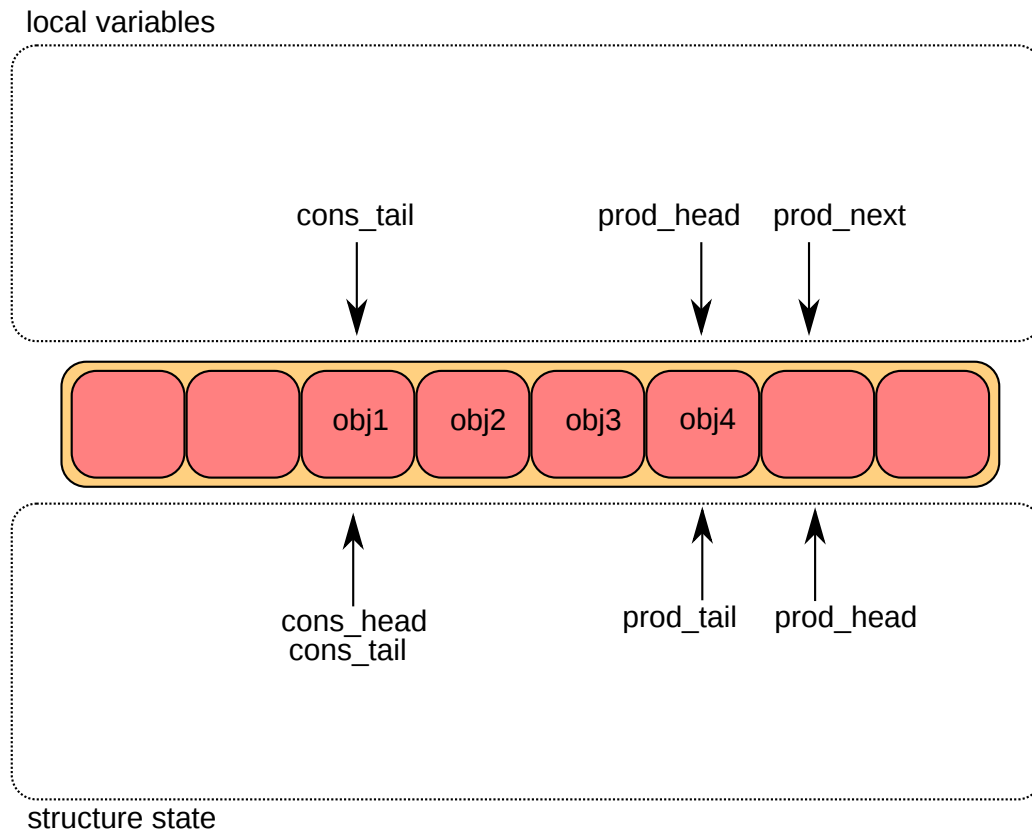 local variables
cons_tail prod_head prod_next
obj1 obj2 obj3 obj4
cons_head prod_tail prod_head
cons_tail
structure state